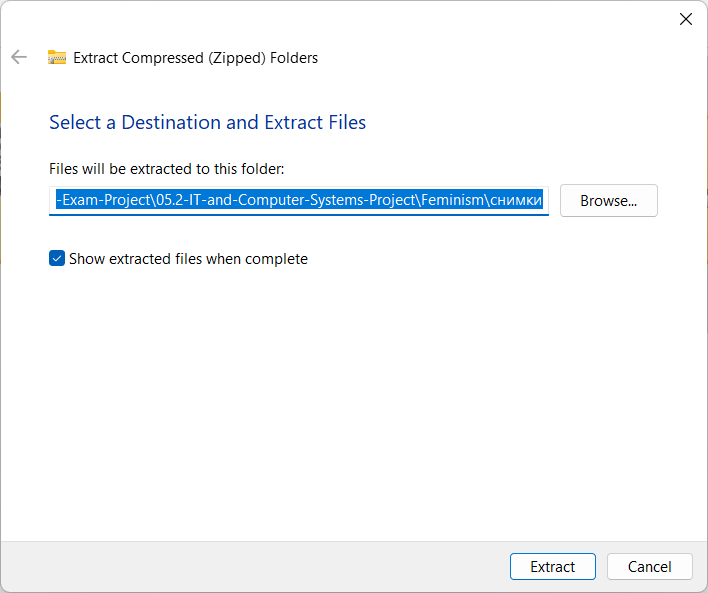 Extract Compressed (Zipped) Folders
Select a Destination and Extract Files
Files will be extracted to this folder:
-Exam-Project\05.2-IT-and-Computer-Systems-Project\Feminism\снимки
Browse...
Show extracted files when complete
Extract
Cancel